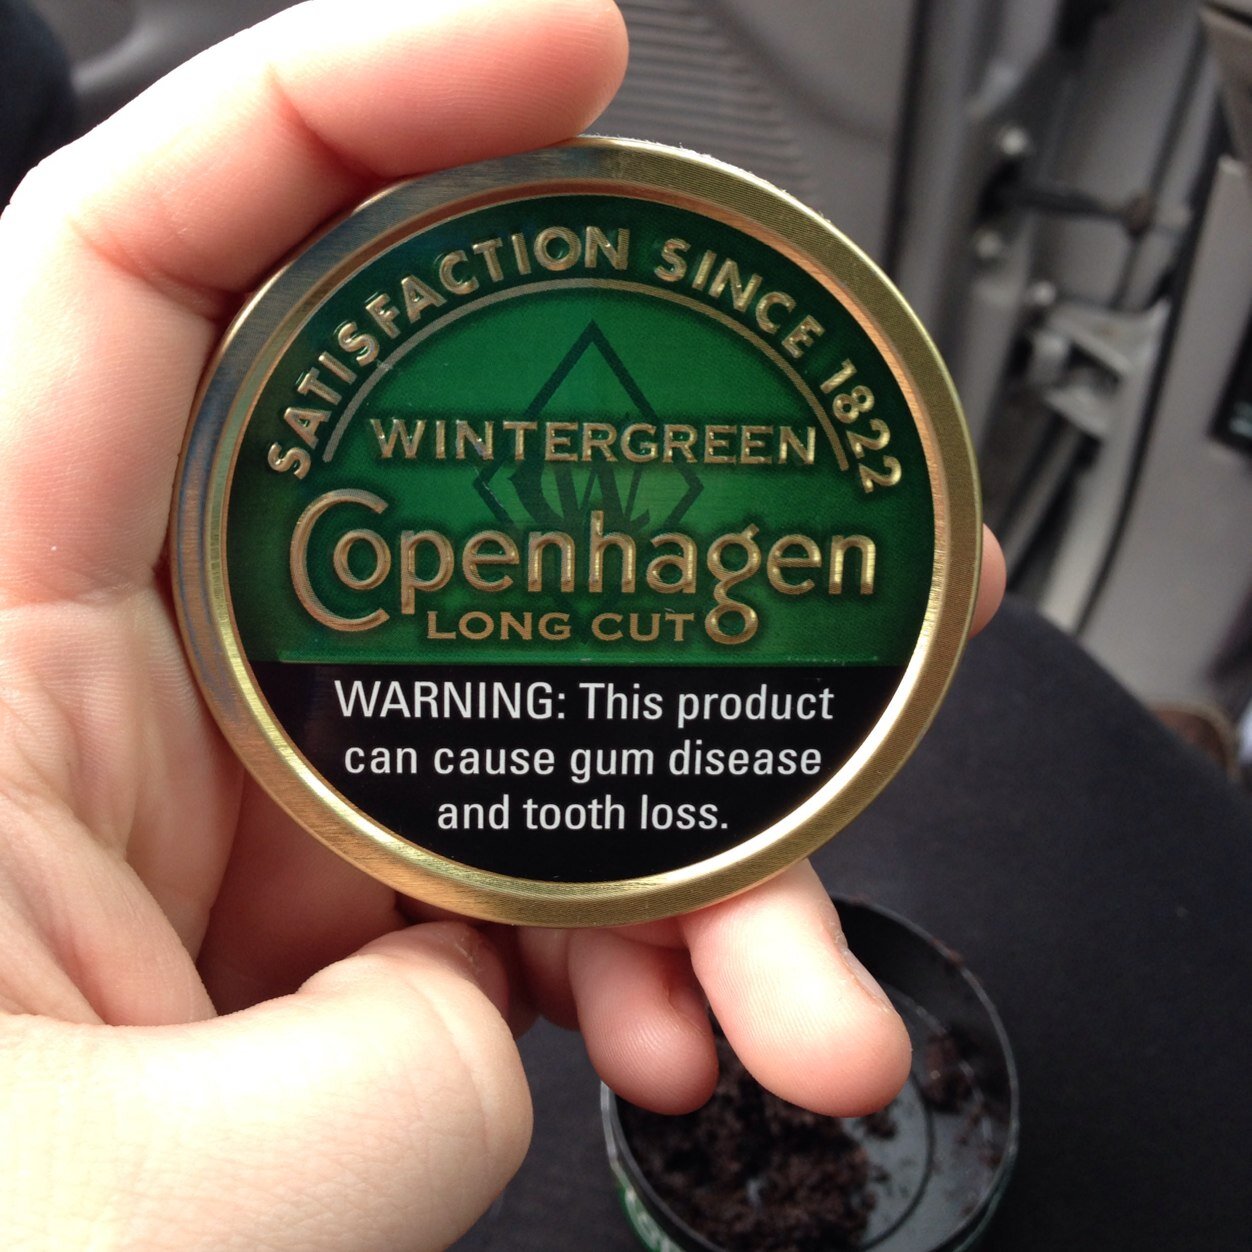 SATISFACTION SINCE 1822
WINTERGREEN
Copenhagen
LONG CUT
WARNING: This product
can cause gum disease
and tooth loss.